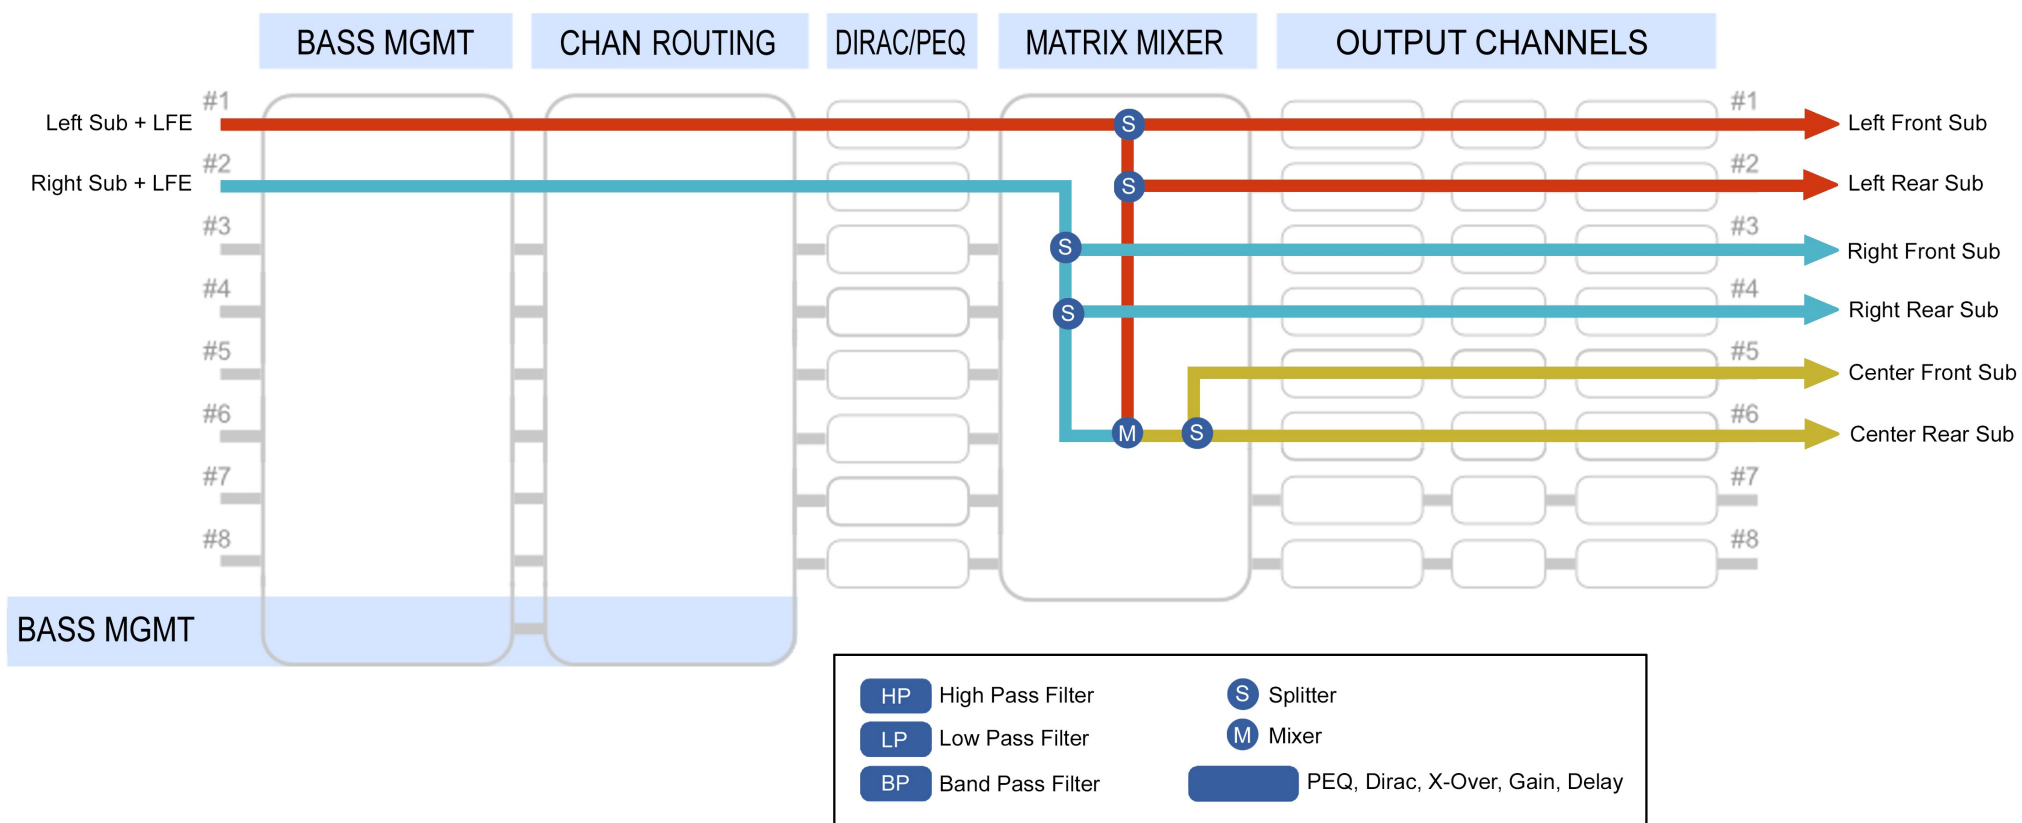 BASS MGMT CHAN ROUTING DIRAC/PEQ MATRIX MIXER OUTPUT CHANNELS
#1 #1
Left Sub + LFE S Left Front Sub
#2 #2
Right Sub + LFE S Left Rear Sub
#3 #3
S Right Front Sub
#4 #4
S Right Rear Sub
#5 #5
Center Front Sub
#6 #6
M S Center Rear Sub
#7 #7
#8 #8
BASS MGMT
HP High Pass Filter S Splitter
LP Low Pass Filter M Mixer
BP Band Pass Filter PEQ, Dirac, X-Over, Gain, Delay